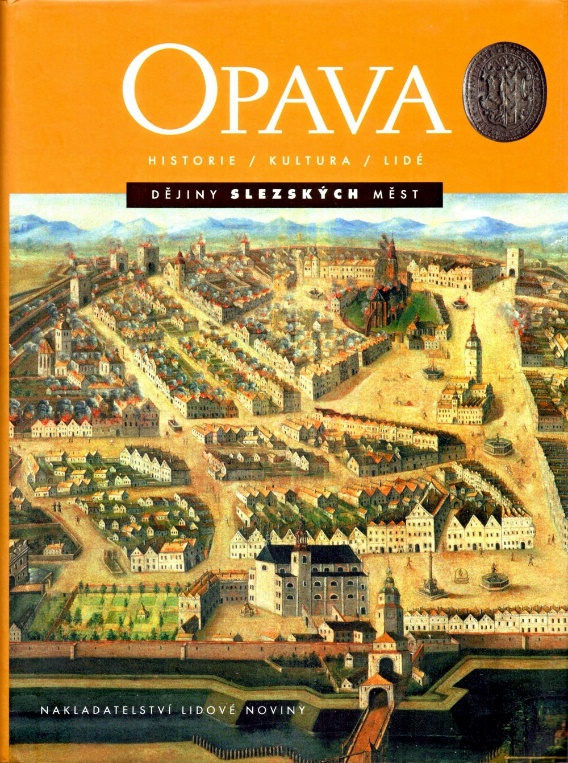 OPAVA
HISTORIE / KULTURA / LIDÉ
DĚJINY SLEZSKÝCH MĚST
NAKLADATELSTVÍ LIDOVÉ NOVINY